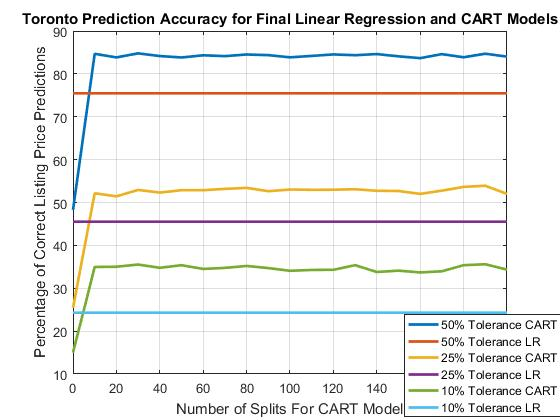 Toronto Prediction Accuracy for Final Linear Regression and CART Models
Percentage of Correct Listing Price Predictions
90
80
70
60
50
40
30
20
10
0 20 40 60 80 100 120 140
Number of Splits For CART Model
50% Tolerance CART
50% Tolerance LR
25% Tolerance CART
25% Tolerance LR
10% Tolerance CART
10% Tolerance LR